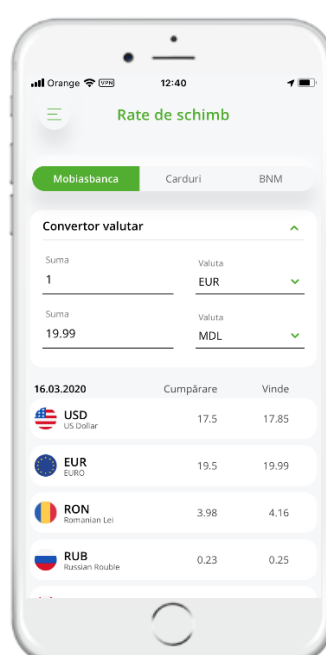 Orange VPN 12:40
Rate de schimb
Mobiasbanca Carduri BNM
Convertor valutar
Suma Valuta
1 EUR
Suma Valuta
19.99 MDL
16.03.2020 Cumpărare Vinde
USD 17.5 17.85
US Dollar
EUR 19.5 19.99
EURO
RON 3.98 4.16
Romanian Lei
RUB 0.23 0.25
Russian Rouble